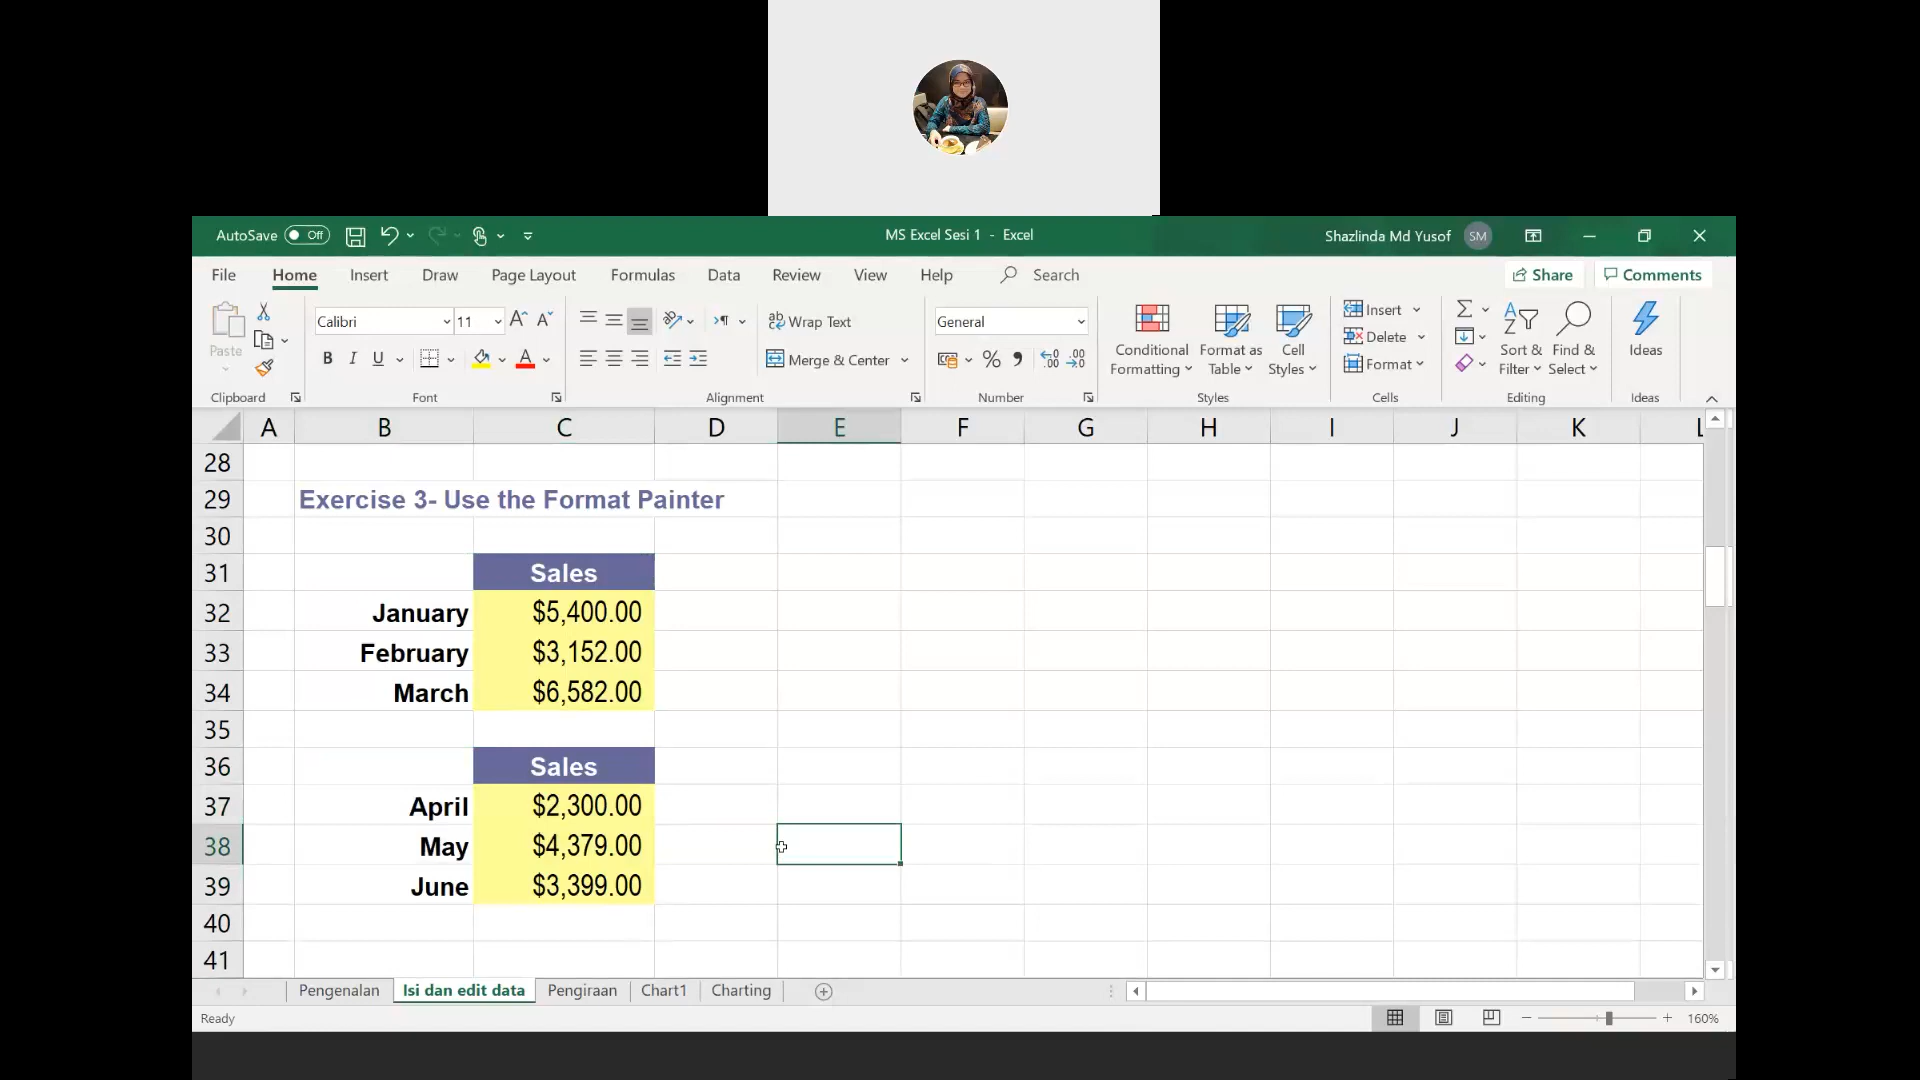 AutoSave Off MS Excel Sesi 1 - Excel Shazlinda Md Yusof SM
File Home Insert Draw Page Layout Formulas Data Review View Help Search Share Comments
Paste
Calibri 11
B I U A
Wrap Text
Merge & Center
General
% ,
Conditional Formatting
Format as Table
Cell Styles
Insert
Delete
Format
Sort & Filter
Find & Select
Ideas
Clipboard Font Alignment Number Styles Cells Editing Ideas
A B C D E F G H I J K L
28
29 Exercise 3- Use the Format Painter
30
31 Sales
32 January $5,400.00
33 February $3,152.00
34 March $6,582.00
35
36 Sales
37 April $2,300.00
38 May $4,379.00
39 June $3,399.00
40
41
Pengenalan Isi dan edit data Pengiraan Chart1 Charting
Ready 160%